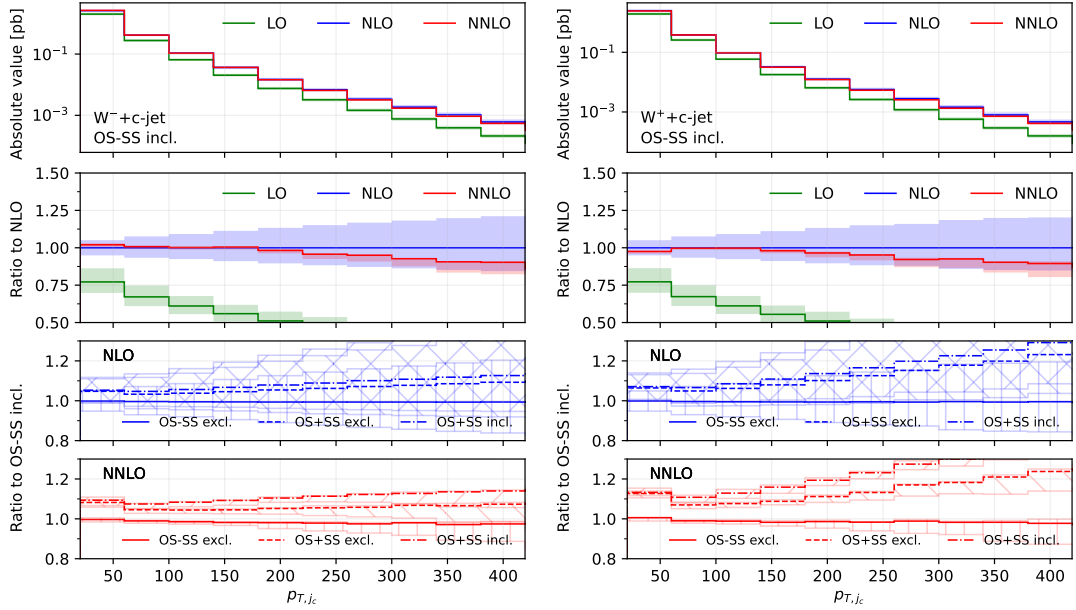 LO NLO NNLO
Absolute value [pb]
10⁻¹
10⁻³
W⁻+c-jet
OS-SS incl.
LO NLO NNLO
Ratio to NLO
1.50
1.25
1.00
0.75
0.50
Ratio to OS-SS incl.
NLO
1.2
1.0
0.8
OS-SS excl. OS+SS excl. OS+SS incl.
NNLO
1.2
1.0
0.8
OS-SS excl. OS+SS excl. OS+SS incl.
50 100 150 200 250 300 350 400
p_{T,j_c}
LO NLO NNLO
Absolute value [pb]
10⁻¹
10⁻³
W⁺+c-jet
OS-SS incl.
LO NLO NNLO
Ratio to NLO
1.50
1.25
1.00
0.75
0.50
Ratio to OS-SS incl.
NLO
1.2
1.0
0.8
OS-SS excl. OS+SS excl. OS+SS incl.
NNLO
1.2
1.0
0.8
OS-SS excl. OS+SS excl. OS+SS incl.
50 100 150 200 250 300 350 400
p_{T,j_c}